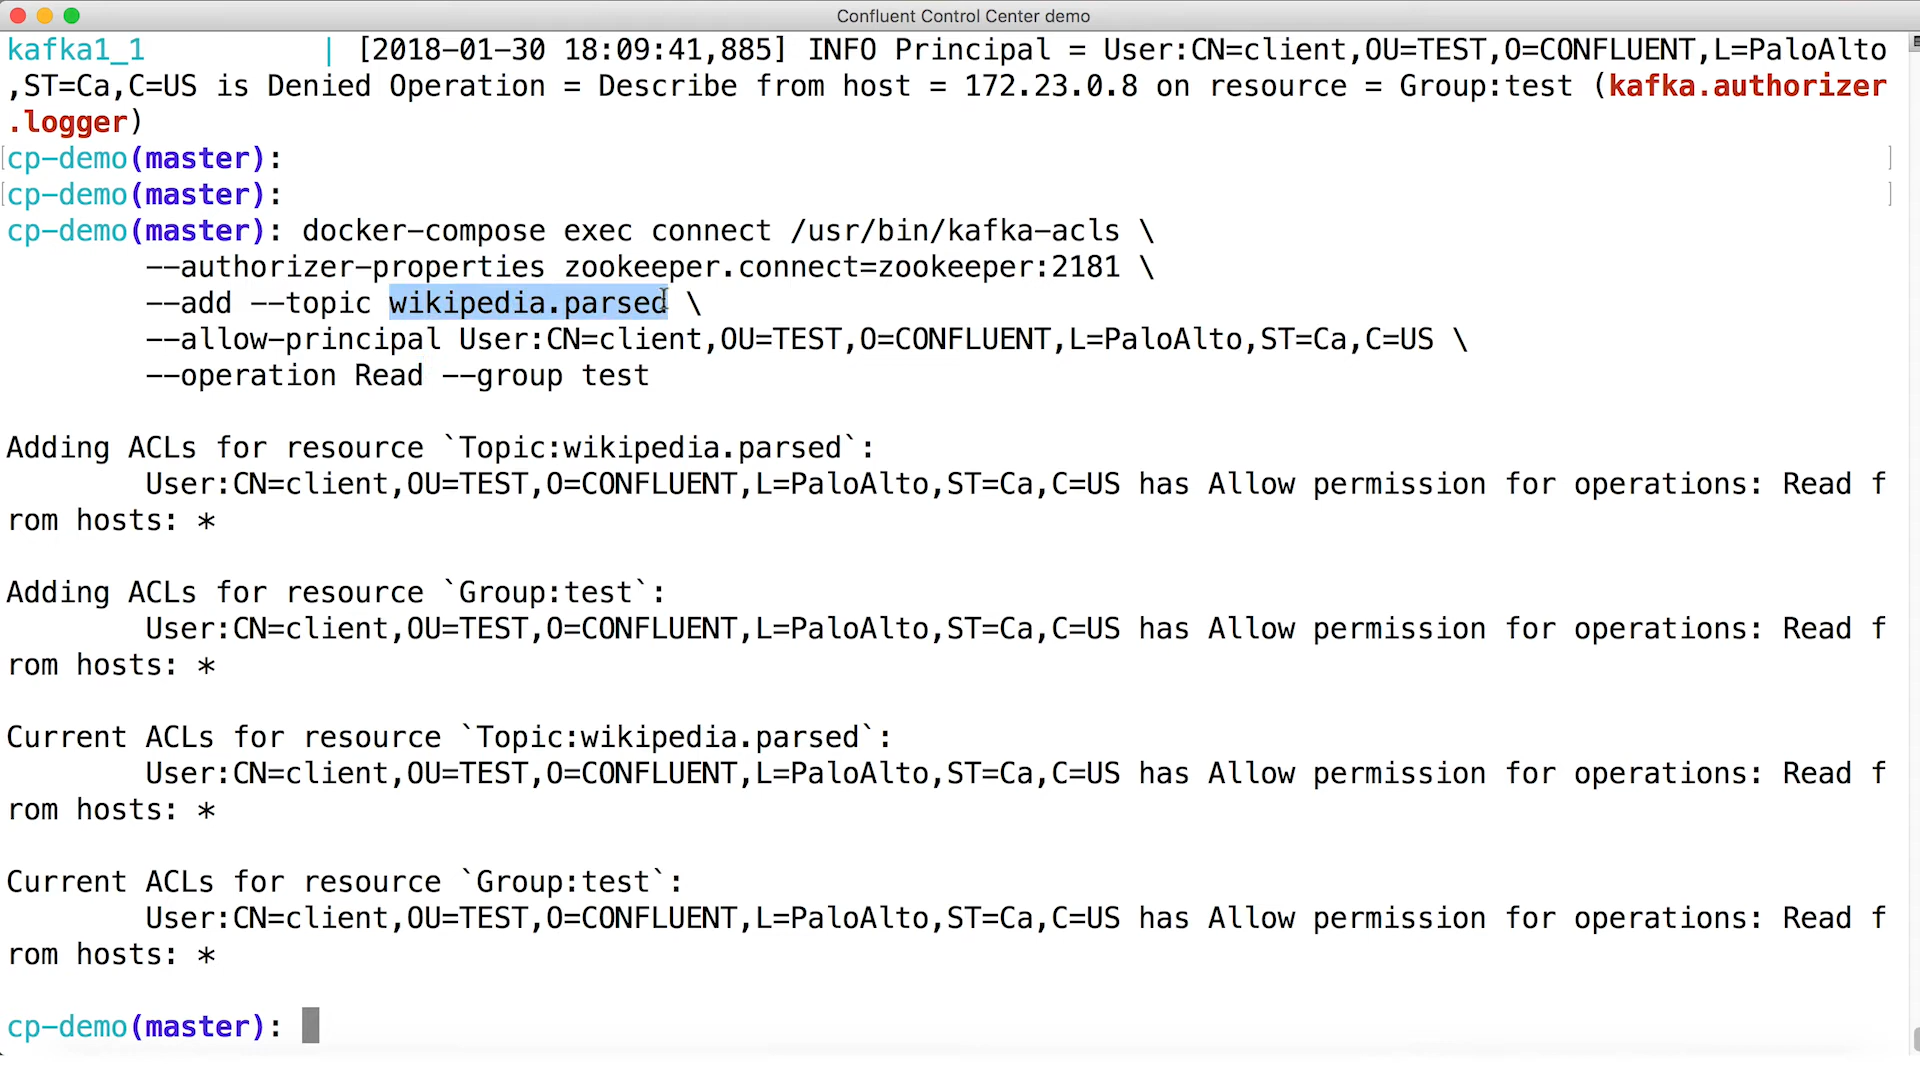 Confluent Control Center demo
kafka1_1           | [2018-01-30 18:09:41,885] INFO Principal = User:CN=client,OU=TEST,O=CONFLUENT,L=PaloAlto
,ST=Ca,C=US is Denied Operation = Describe from host = 172.23.0.8 on resource = Group:test (kafka.authorizer
.logger)
[cp-demo(master):                                                                                          ]
[cp-demo(master):                                                                                          ]
cp-demo(master): docker-compose exec connect /usr/bin/kafka-acls \
        --authorizer-properties zookeeper.connect=zookeeper:2181 \
        --add --topic wikipedia.parsed \
        --allow-principal User:CN=client,OU=TEST,O=CONFLUENT,L=PaloAlto,ST=Ca,C=US \
        --operation Read --group test
Adding ACLs for resource `Topic:wikipedia.parsed`:
        User:CN=client,OU=TEST,O=CONFLUENT,L=PaloAlto,ST=Ca,C=US has Allow permission for operations: Read f
rom hosts: *
Adding ACLs for resource `Group:test`:
        User:CN=client,OU=TEST,O=CONFLUENT,L=PaloAlto,ST=Ca,C=US has Allow permission for operations: Read f
rom hosts: *
Current ACLs for resource `Topic:wikipedia.parsed`:
        User:CN=client,OU=TEST,O=CONFLUENT,L=PaloAlto,ST=Ca,C=US has Allow permission for operations: Read f
rom hosts: *
Current ACLs for resource `Group:test`:
        User:CN=client,OU=TEST,O=CONFLUENT,L=PaloAlto,ST=Ca,C=US has Allow permission for operations: Read f
rom hosts: *
cp-demo(master):